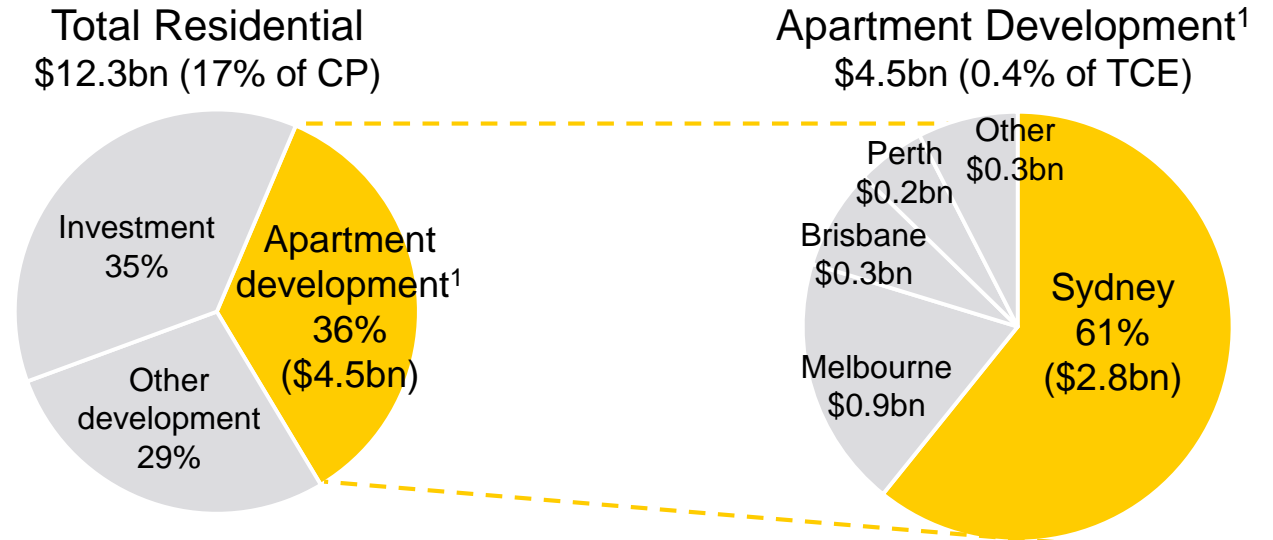 Total Residential
$12.3bn (17% of CP)
Investment
35%
Apartment
development¹
36%
($4.5bn)
Other
development
29%
Apartment Development¹
$4.5bn (0.4% of TCE)
Other
$0.3bn
Perth
$0.2bn
Brisbane
$0.3bn
Melbourne
$0.9bn
Sydney
61%
($2.8bn)